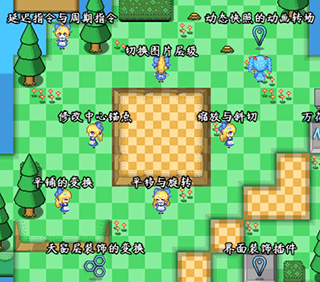 延迟指令与周期指令
动态快照的动画转场
切换图片层级
修改中心锚点
缩放与斜切
万
平铺的变换
平移与旋转
天窗层装饰的变换
界面装饰插件